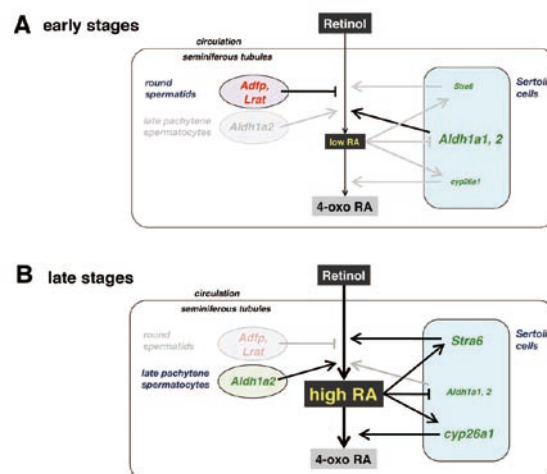 A early stages
Retinol
circulation
seminiferous tubules
round
spermatids
Adfp,
Lrat
late pachytene
spermatocytes
Aldh1a2
low RA
4-oxo RA
Stra6
Aldh1a1, 2
cyp26a1
Sertoli
cells
B late stages
Retinol
circulation
seminiferous tubules
round
spermatids
Adfp,
Lrat
late pachytene
spermatocytes
Aldh1a2
high RA
4-oxo RA
Stra6
Aldh1a1, 2
cyp26a1
Sertoli
cells